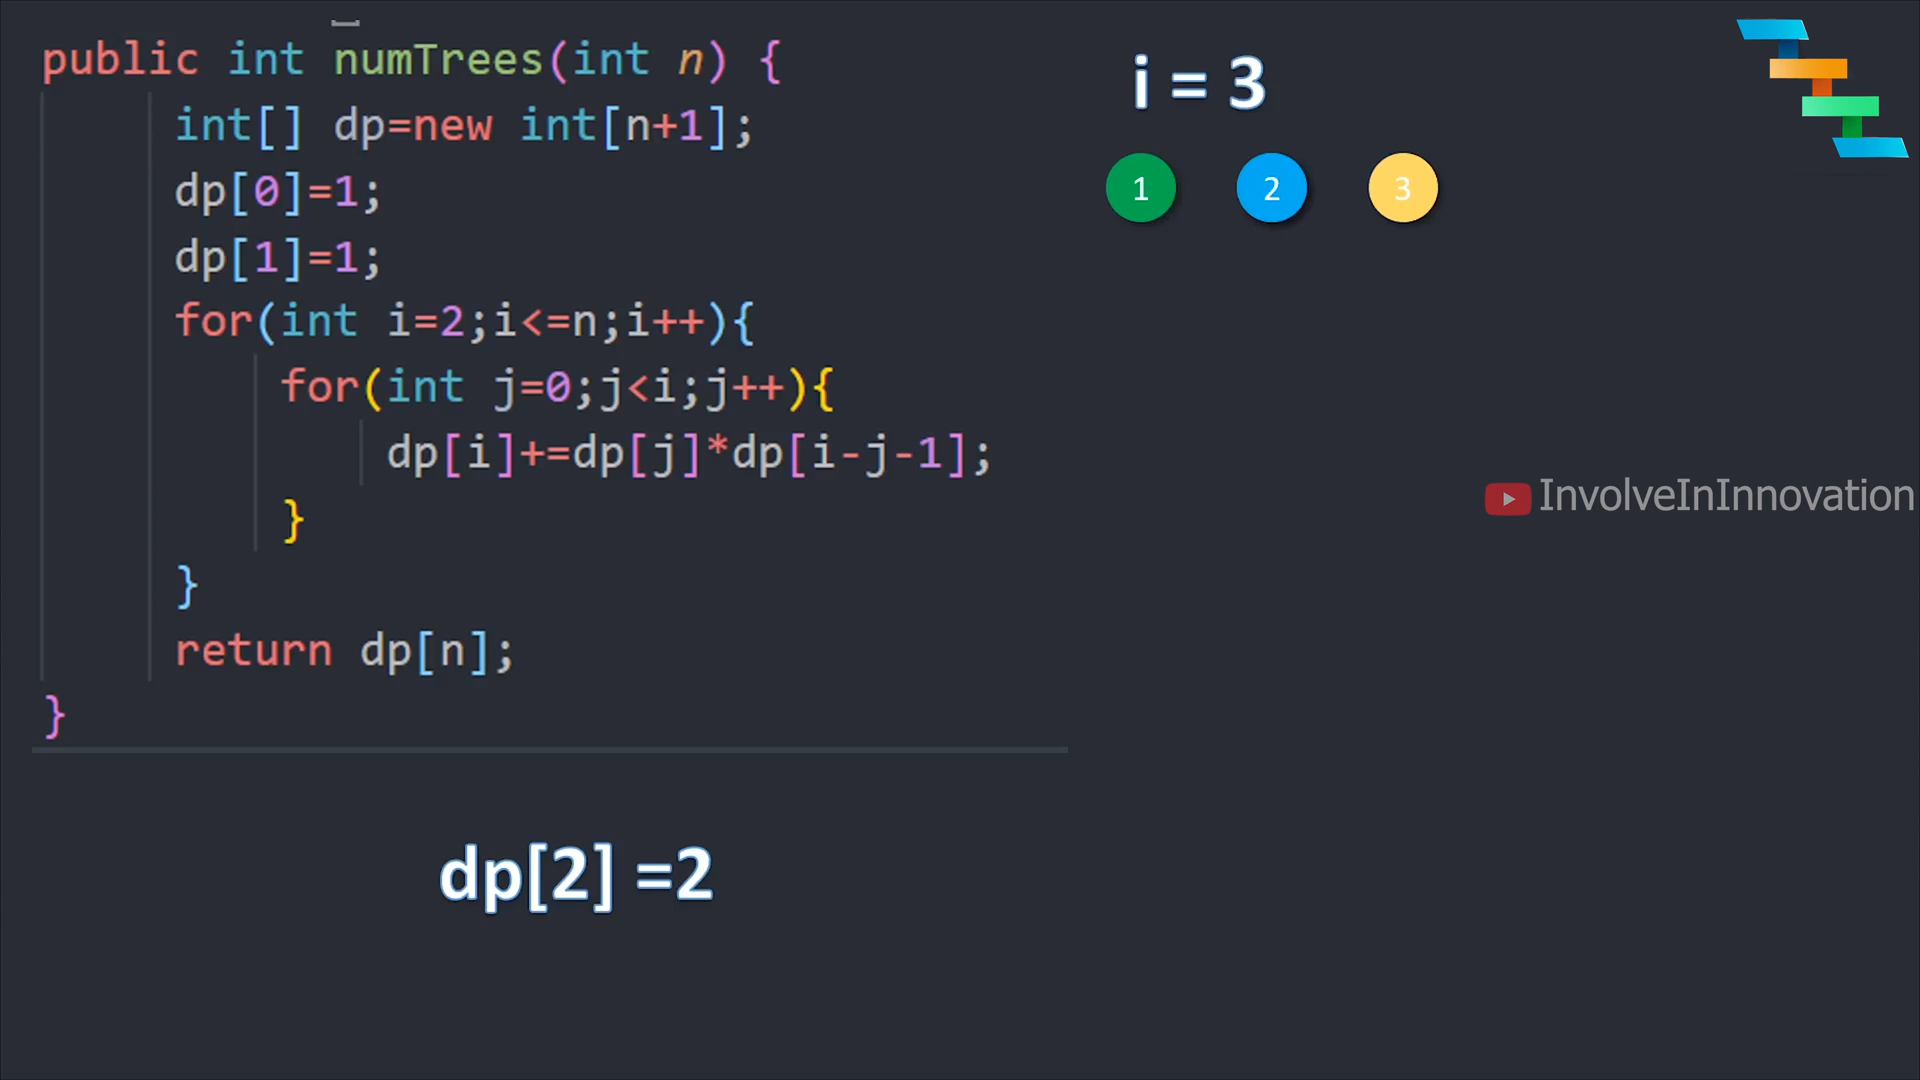 public int numTrees(int n) {
int[] dp=new int[n+1];
dp[0]=1;
dp[1]=1;
for(int i=2;i<=n;i++){
for(int j=0;j<i;j++){
dp[i]+=dp[j]*dp[i-j-1];
}
}
return dp[n];
}
dp[2] =2
i = 3
1 2 3
InvolveInInnovation